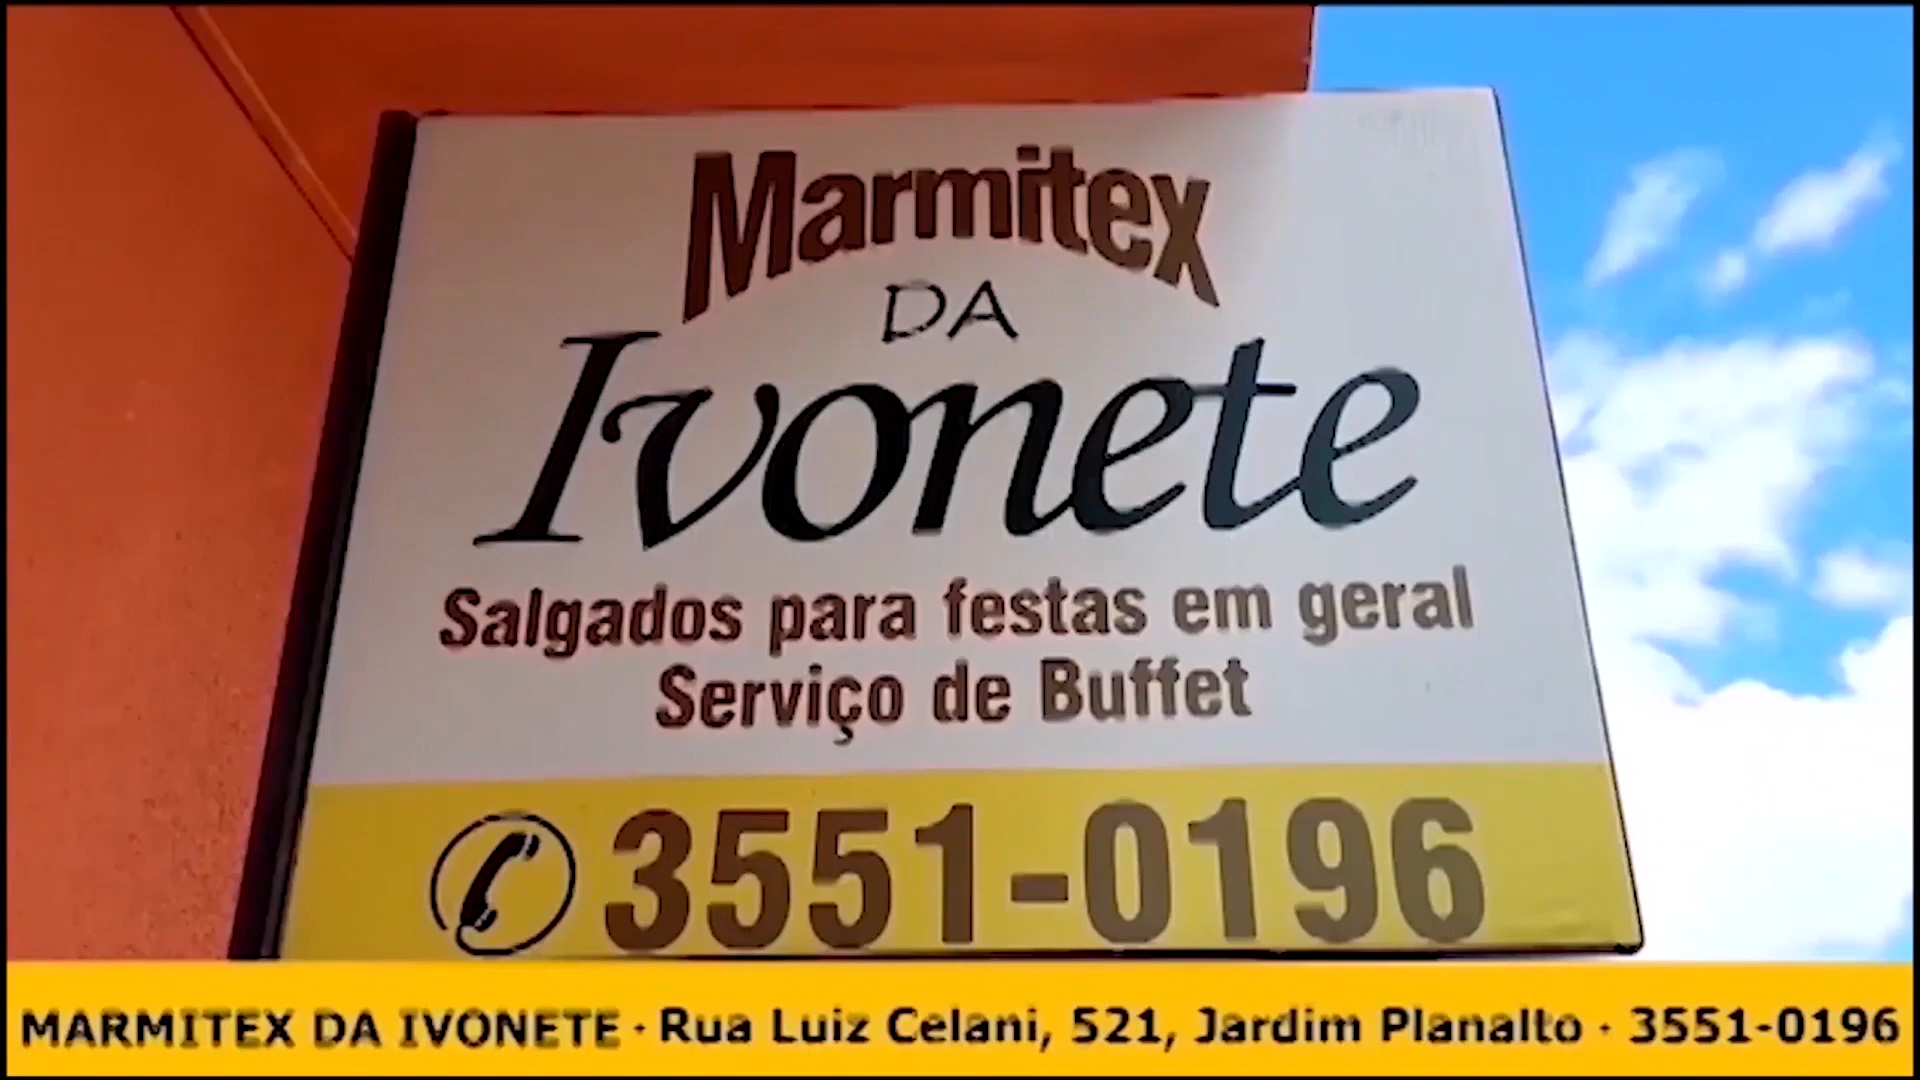 Marmitex
DA
Ivonete
Salgados para festas em geral
Serviço de Buffet
3551-0196
MARMITEX DA IVONETE · Rua Luiz Celani, 521, Jardim Planalto · 3551-0196